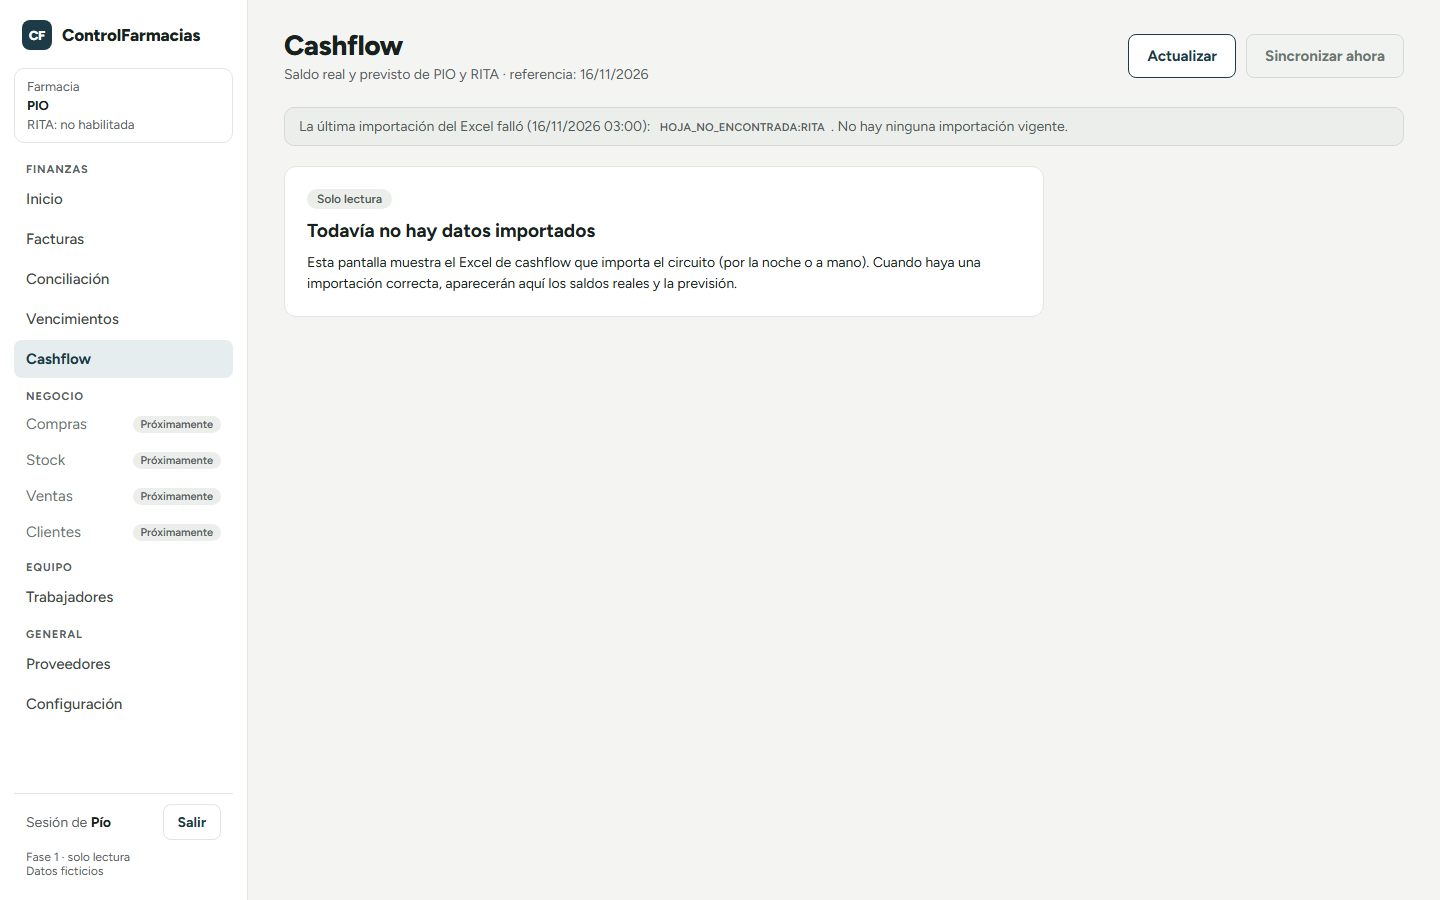 CF ControlFarmacias
Farmacia
PIO
RITA: no habilitada
FINANZAS
Inicio
Facturas
Conciliación
Vencimientos
Cashflow
NEGOCIO
Compras Próximamente
Stock Próximamente
Ventas Próximamente
Clientes Próximamente
EQUIPO
Trabajadores
GENERAL
Proveedores
Configuración
Sesión de Pío Salir
Fase 1 · solo lectura
Datos ficticios
Cashflow
Saldo real y previsto de PIO y RITA · referencia: 16/11/2026
Actualizar Sincronizar ahora
La última importación del Excel falló (16/11/2026 03:00): HOJA_NO_ENCONTRADA:RITA . No hay ninguna importación vigente.
Solo lectura
Todavía no hay datos importados
Esta pantalla muestra el Excel de cashflow que importa el circuito (por la noche o a mano). Cuando haya una
importación correcta, aparecerán aquí los saldos reales y la previsión.